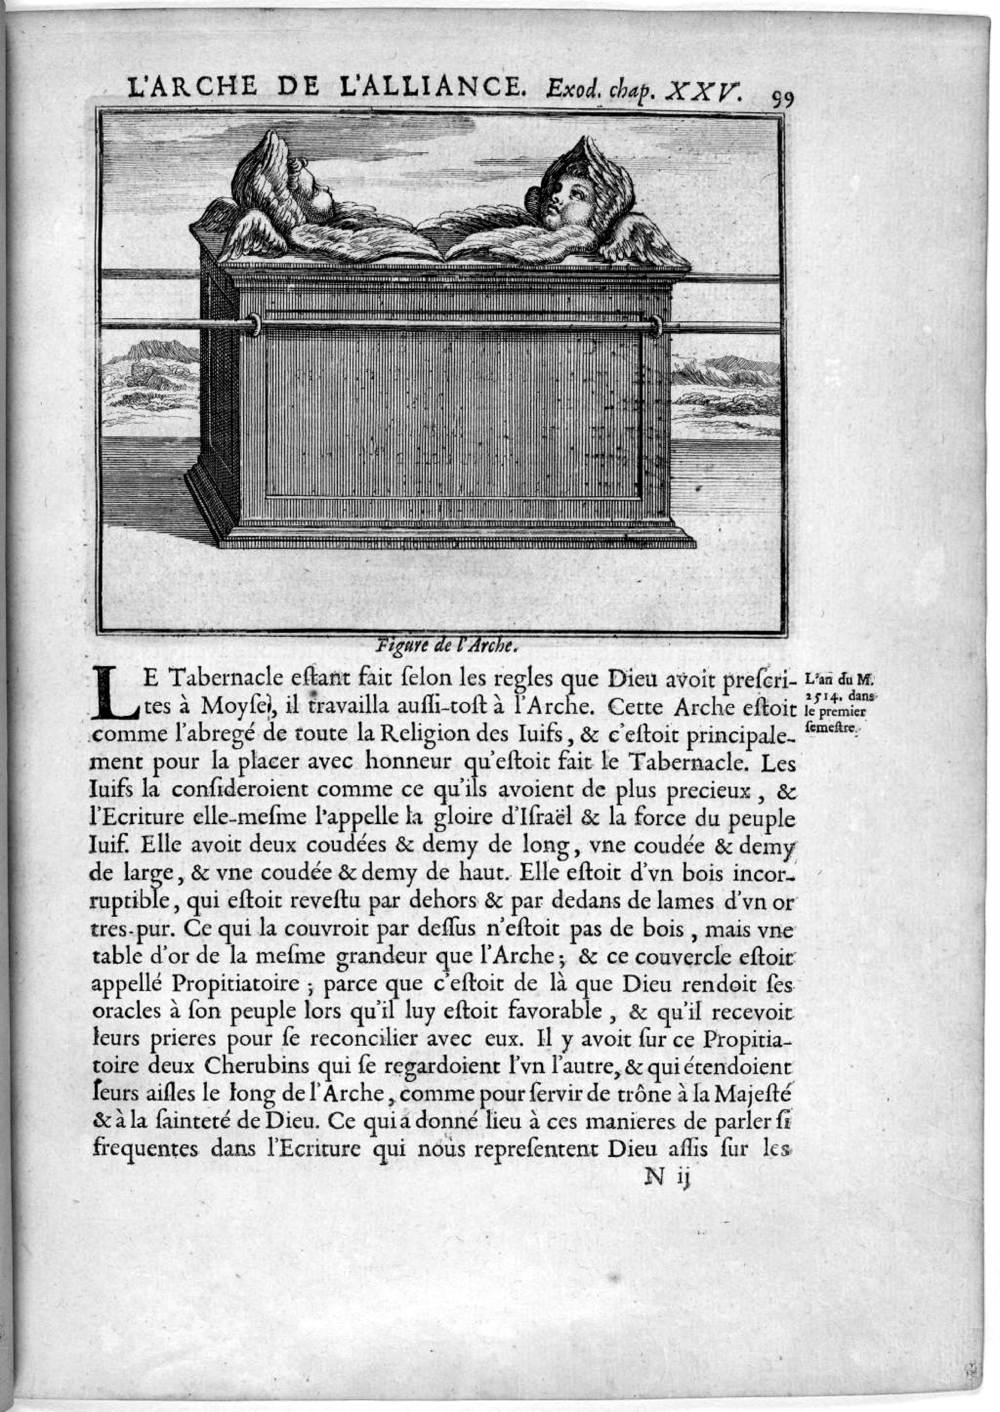 L'ARCHE DE L'ALLIANCE. Exod. chap. XXV. 99
Figure de l'Arche.
LE Tabernacle eſtant fait ſelon les regles que Dieu avoit preſcri-
tes à Moyſe, il travailla auſſi-toſt à l'Arche. Cette Arche eſtoit
comme l'abregé de toute la Religion des Iuifs, & c'eſtoit principale-
ment pour la placer avec honneur qu'eſtoit fait le Tabernacle. Les
Iuifs la conſideroient comme ce qu'ils avoient de plus precieux, &
l'Ecriture elle-meſme l'appelle la gloire d'Iſraël & la force du peuple
Iuif. Elle avoit deux coudées & demy de long, vne coudée & demy
de large, & vne coudée & demy de haut. Elle eſtoit d'vn bois incor-
ruptible, qui eſtoit reveſtu par dehors & par dedans de lames d'vn or
tres-pur. Ce qui la couvroit par deſſus n'eſtoit pas de bois, mais vne
table d'or de la meſme grandeur que l'Arche; & ce couvercle eſtoit
appellé Propitiatoire; parce que c'eſtoit de là que Dieu rendoit ſes
oracles à ſon peuple lors qu'il luy eſtoit favorable, & qu'il recevoit
leurs prieres pour ſe reconcilier avec eux. Il y avoit ſur ce Propitia-
toire deux Cherubins qui ſe regardoient l'vn l'autre, & qui étendoient
leurs aiſles le long de l'Arche, comme pour ſervir de trône à la Majeſté
& à la ſainteté de Dieu. Ce qui a donné lieu à ces manieres de parler ſi
frequentes dans l'Ecriture qui nous repreſentent Dieu aſſis ſur les
N ij
L'an du M.
2514. dans
le premier
ſemeſtre.